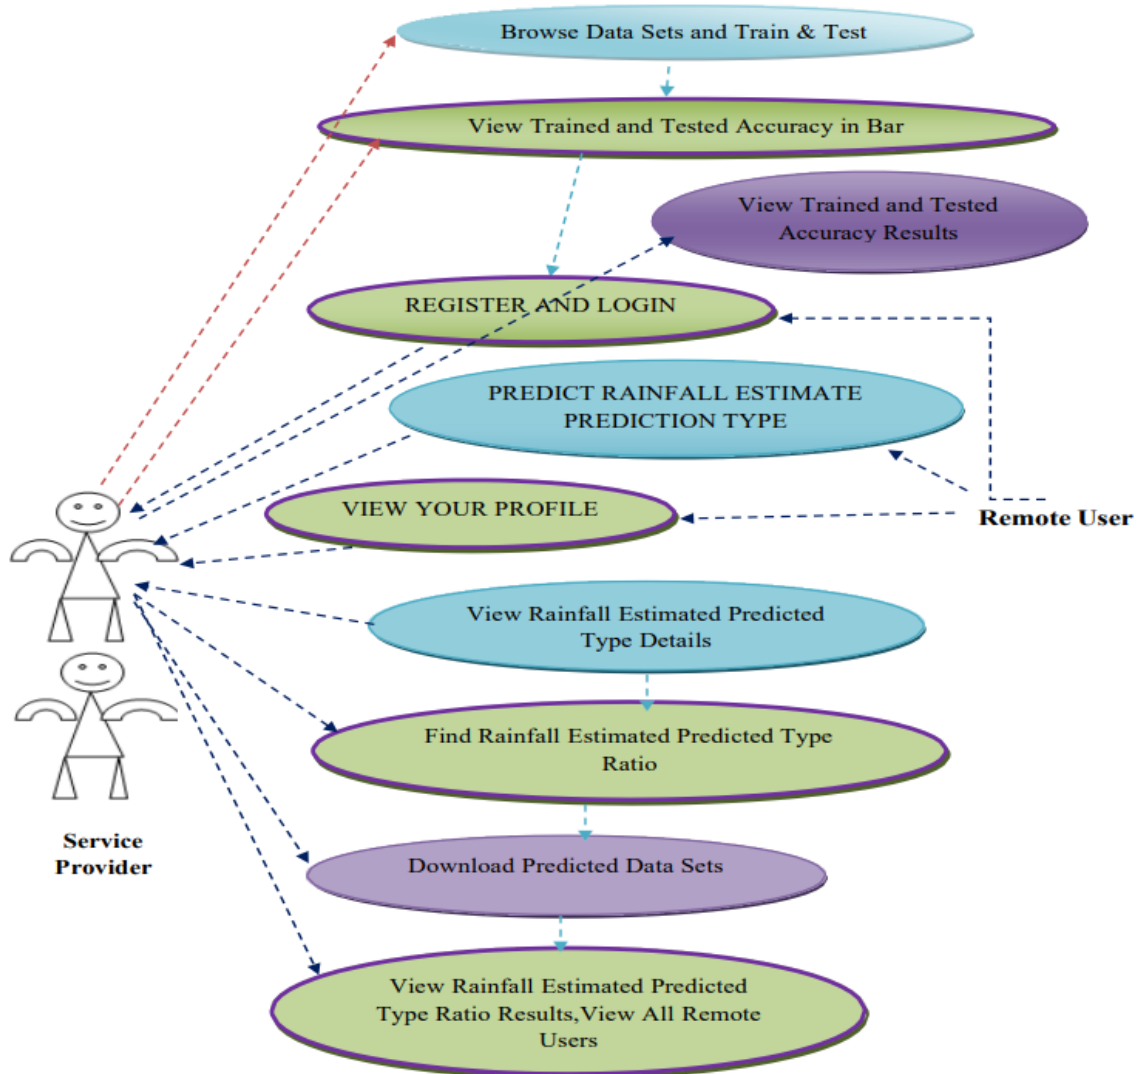 Browse Data Sets and Train & Test
View Trained and Tested Accuracy in Bar
View Trained and Tested
Accuracy Results
REGISTER AND LOGIN
PREDICT RAINFALL ESTIMATE
PREDICTION TYPE
VIEW YOUR PROFILE
Remote User
View Rainfall Estimated Predicted
Type Details
Find Rainfall Estimated Predicted Type
Ratio
Service
Provider
Download Predicted Data Sets
View Rainfall Estimated Predicted
Type Ratio Results,View All Remote
Users